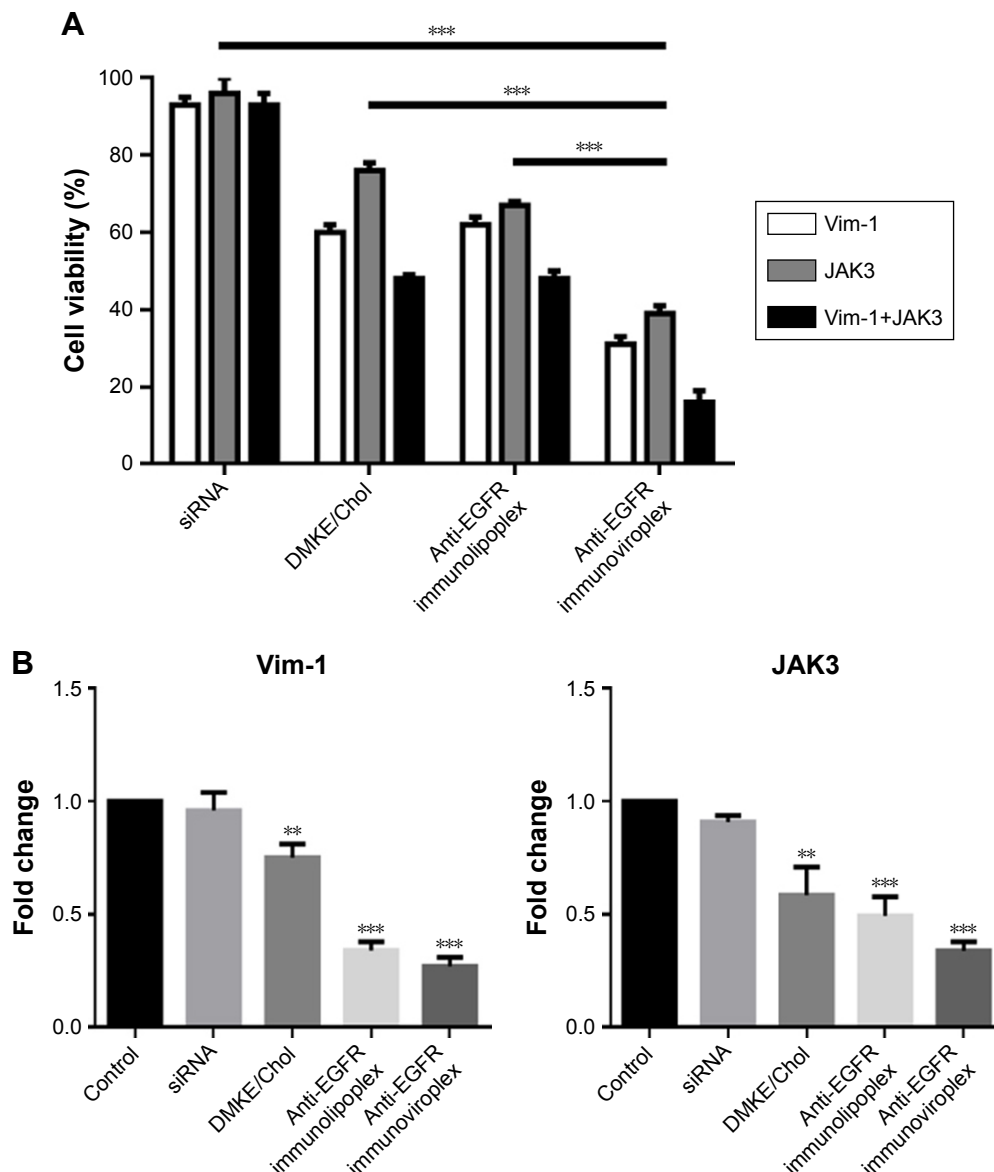 A
***
***
***
100
80
60
40
20
0
Cell viability (%)
siRNA
DMKE/Chol
Anti-EGFR
immunolipoplex
Anti-EGFR
immunoviroplex
Vim-1
JAK3
Vim-1+JAK3
B
Vim-1
1.5
1.0
0.5
0.0
Fold change
**
***
***
Control
siRNA
DMKE/Chol
Anti-EGFR
immunolipoplex
Anti-EGFR
immunoviroplex
JAK3
1.5
1.0
0.5
0.0
Fold change
**
***
***
Control
siRNA
DMKE/Chol
Anti-EGFR
immunolipoplex
Anti-EGFR
immunoviroplex